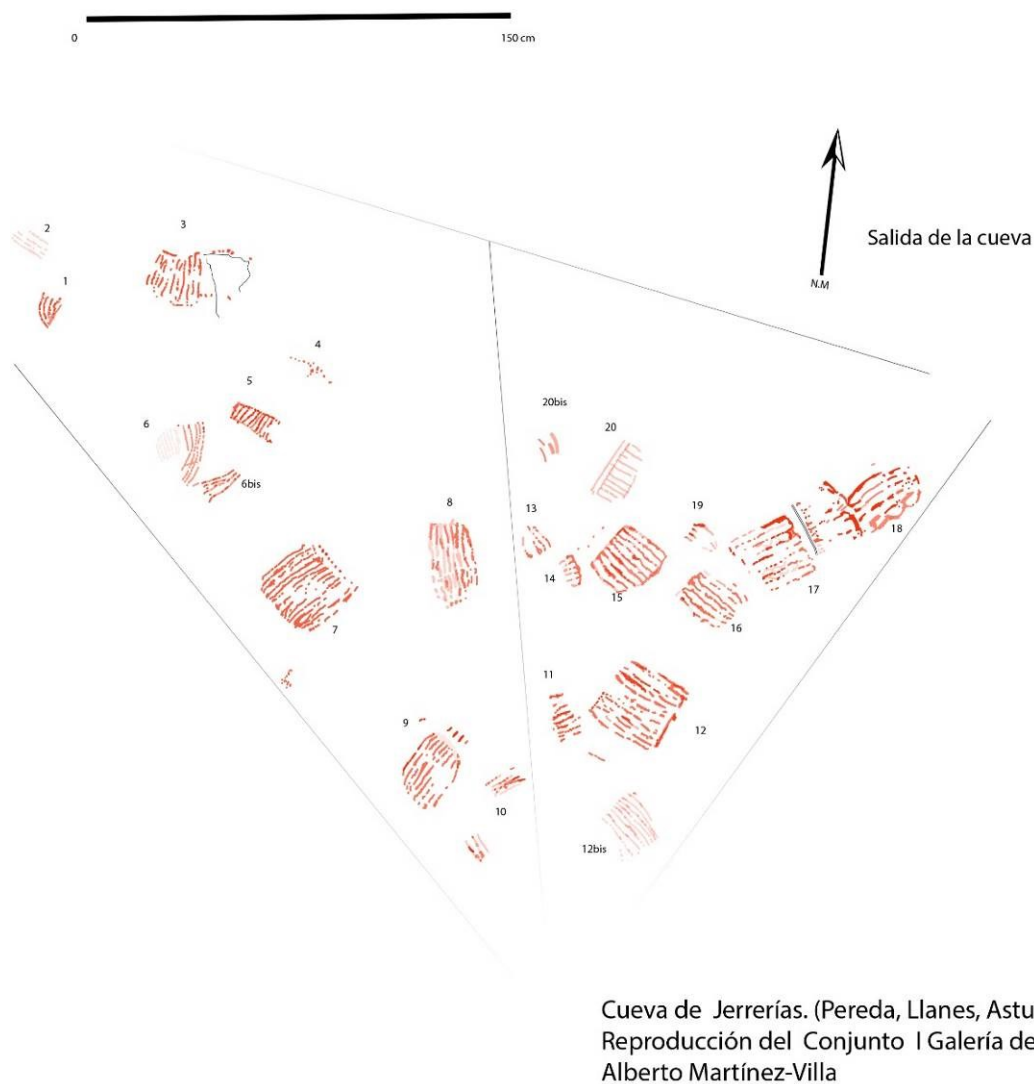 0 150 cm
N.M
Salida de la cueva
2
3
1
4
5
6
6bis
20bis
20
8
13
19
18
14
15
17
7
16
11
9
12
10
12bis
Cueva de Jerrerías. (Pereda, Llanes, Astu
Reproducción del Conjunto I Galería de
Alberto Martínez-Villa